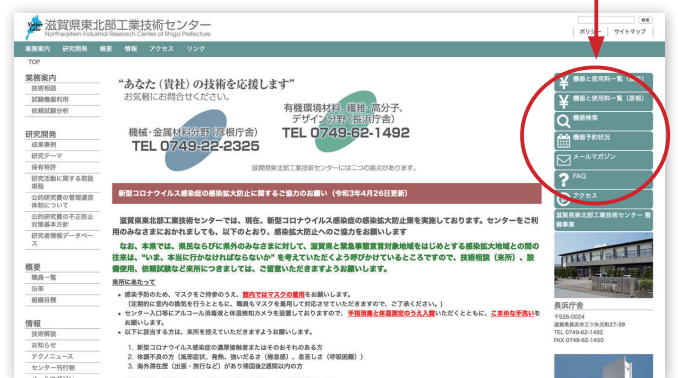 Mother Lake
滋賀県東北部工業技術センター
Northeastern Industrial Research Center of Shiga Prefecture
検索
ポリシー
サイトマップ
業務案内 研究開発 概要 情報 アクセス リンク
TOP
業務案内
技術相談
試験機器利用
依頼試験分析
研究開発
成果事例
研究テーマ
保有特許
研究活動に関する取扱
規程
公的研究費の管理運営
体制について
公的研究費の不正防止
対策基本方針
研究者情報データベー
ス
概要
職員一覧
沿革
組織目標
情報
技術解説
お知らせ
テクノニュース
センター刊行物
メールマガジン
“あなた（貴社）の技術を応援します”
お気軽にお問合せください。
有機環境材料、繊維・高分子、
デザイン分野（長浜庁舎）
TEL 0749-62-1492
機械・金属材料分野（彦根庁舎）
TEL 0749-22-2325
滋賀県東北部工業技術センターには二つの拠点があります。
新型コロナウイルス感染症の感染拡大防止に関するご協力のお願い（令和3年4月26日更新）
滋賀県東北部工業技術センターでは、現在、新型コロナウイルス感染症の感染拡大防止策を実施しております。センターをご利
用のみなさまにおかれましても、以下のとおり、感染拡大防止へのご協力をお願いします
なお、本県では、県民ならびに県外のみなさまに対して、滋賀県と緊急事態宣言対象地域をはじめとする感染拡大地域との間の
往来は、“いま、本当に行かなければならないか”を考えていただくよう呼びかけているところですので、技術相談（来所）、設
備使用、依頼試験など来所につきましては、ご留意いただきますようお願いします。
来所にあたって
• 感染予防のため、マスクをご持参のうえ、館内ではマスクの着用をお願いします。
（定期的に室内の換気を行うとともに、職員もマスクを着用して対応させていただきますので、ご了承ください。）
• センター入口等にアルコール消毒液と体温検知カメラを設置しておりますので、手指消毒と体温測定のうえ入館いただくとともに、こまめな手洗いを
お願いします。
• 以下に該当する方は、来所を控えていただきますようお願いします。
1. 新型コロナウイルス感染症の濃厚接触者またはそのおそれのある方
2. 体調不良の方（風邪症状、発熱、強いだるさ（倦怠感）、息苦しさ（呼吸困難））
3. 海外滞在歴（出張・旅行など）があり帰国後2週間以内の方
機器と使用料一覧（長浜）
機器と使用料一覧（彦根）
機器検索
機器予約状況
メールマガジン
FAQ
アクセス
滋賀県東北部工業技術センター 整
備事業
長浜庁舎
〒526-0024
滋賀県長浜市三ツ矢元町27-39
TEL 0749-62-1492
FAX 0749-62-1450